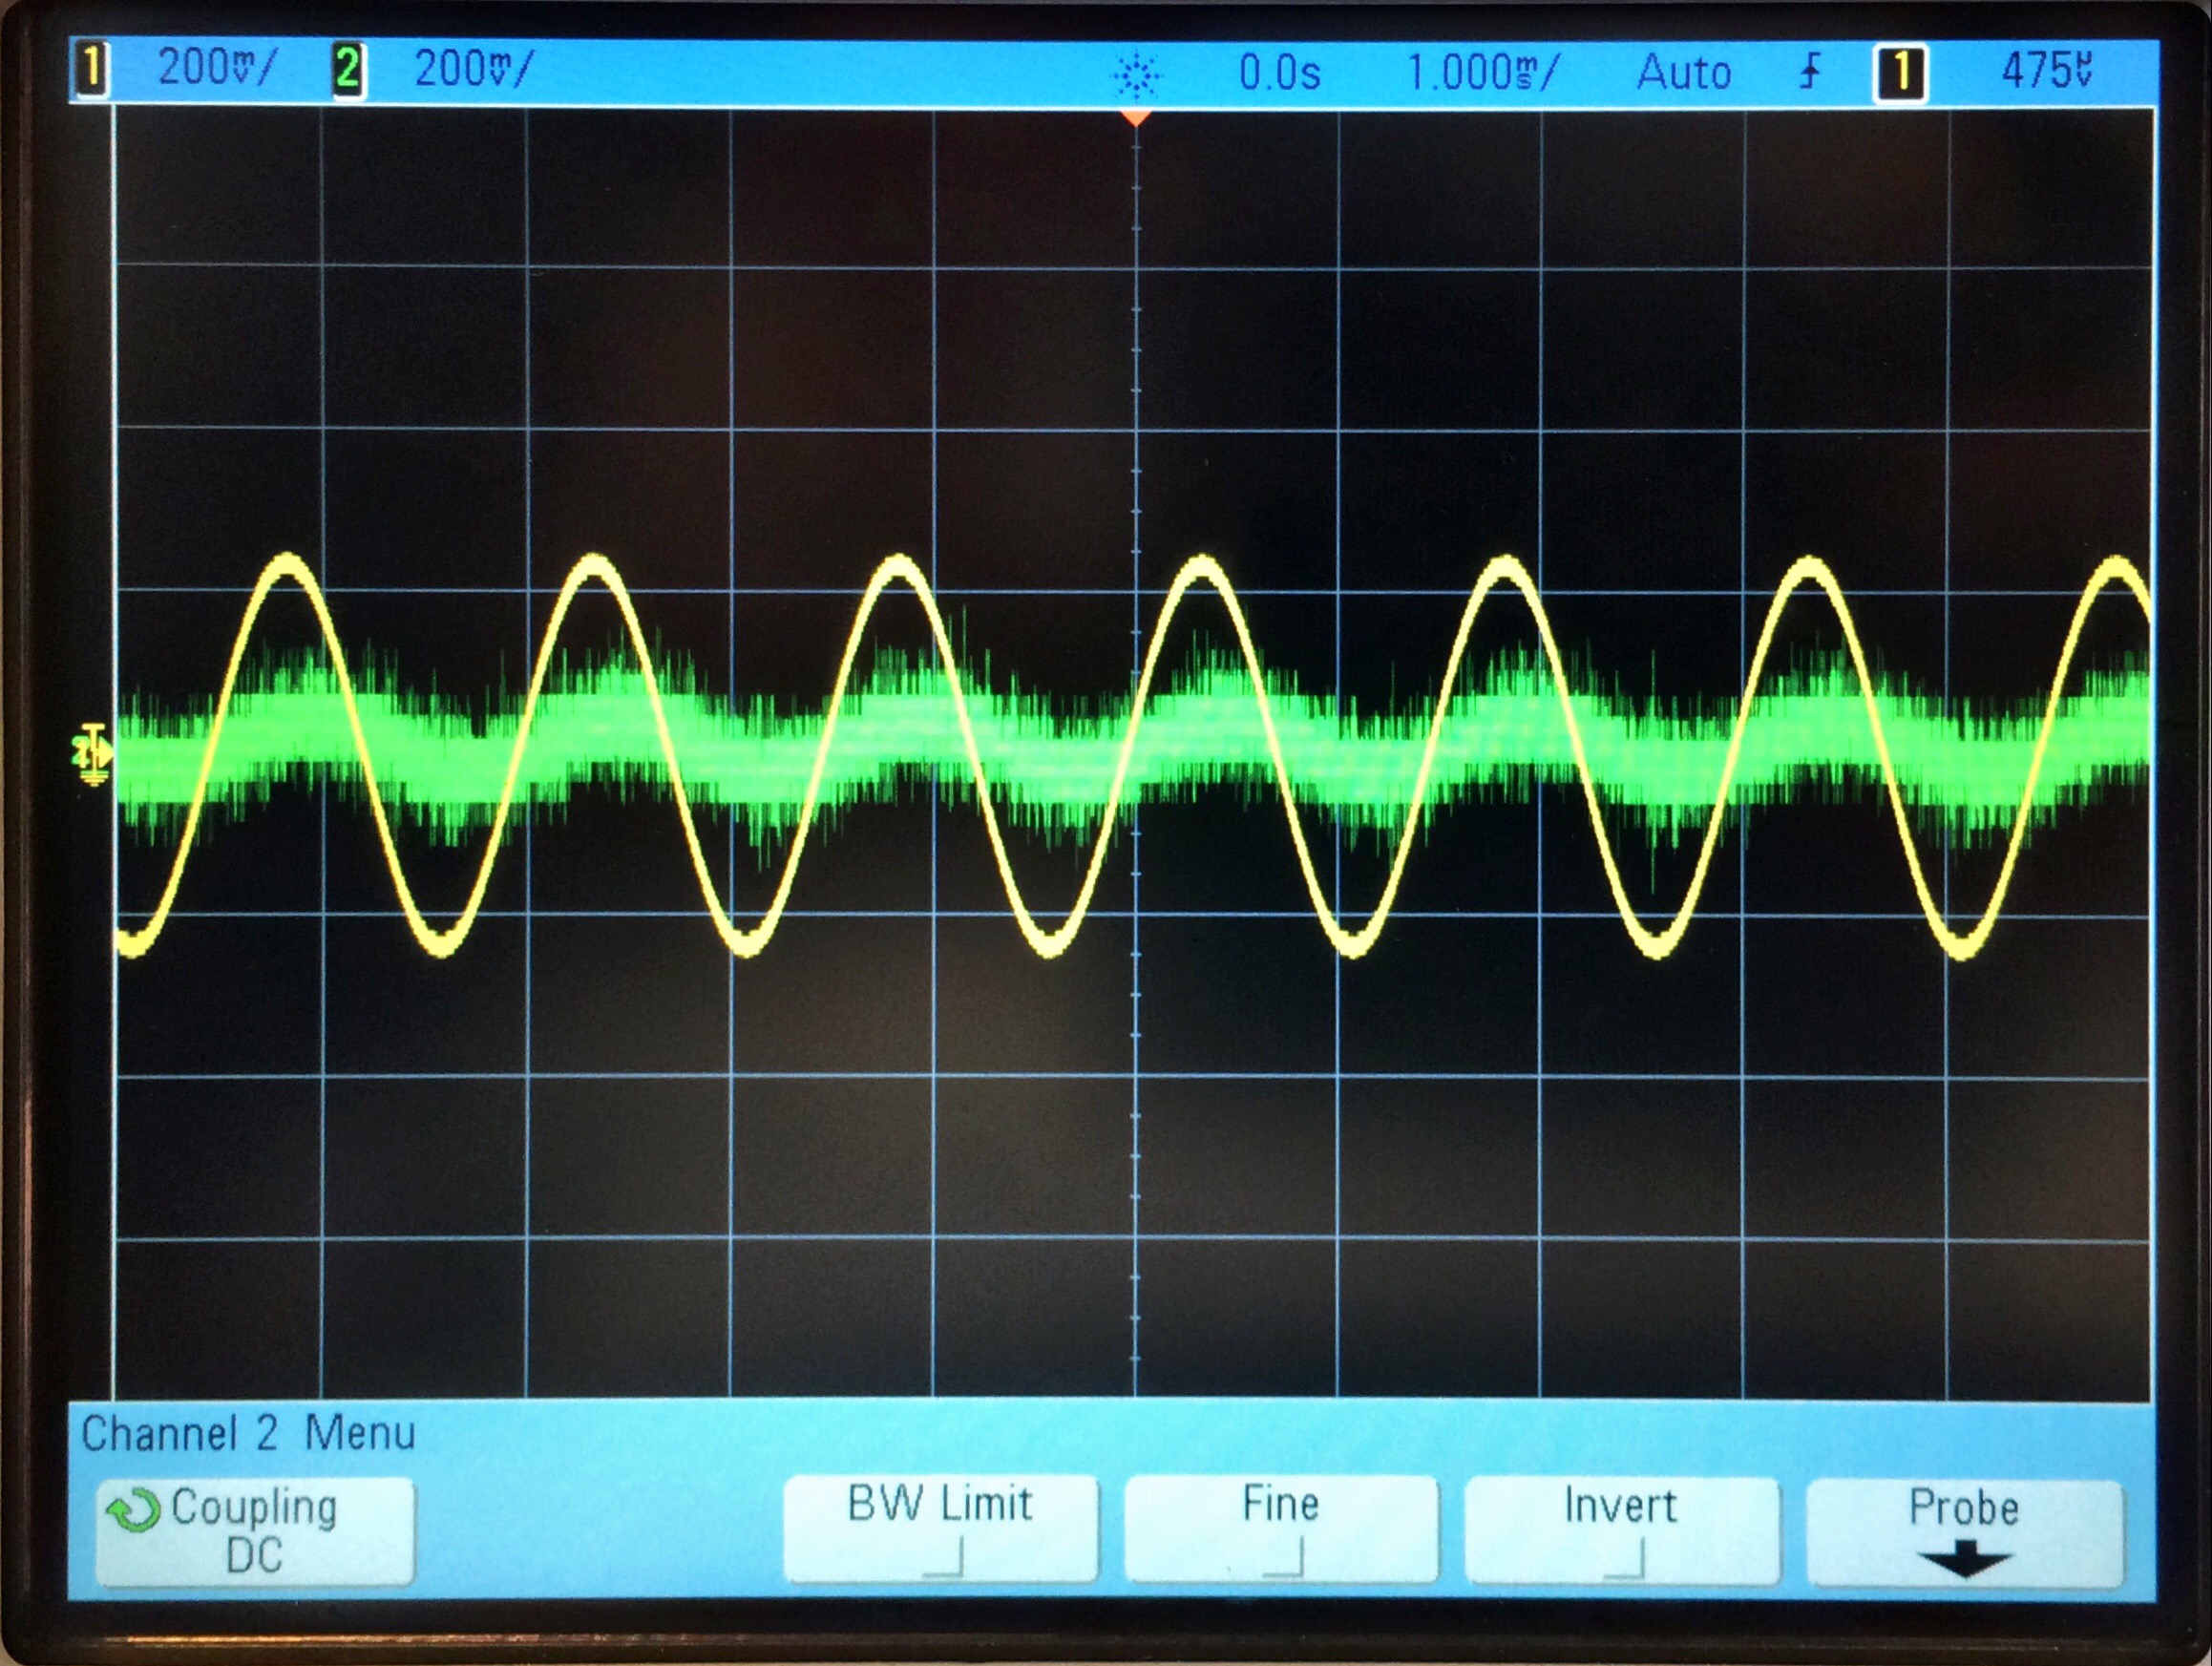 1 200mV/ 2 200mV/ 0.0s 1.000ms/ Auto 1 475µV
Channel 2 Menu
Coupling BW Limit Fine Invert Probe
DC